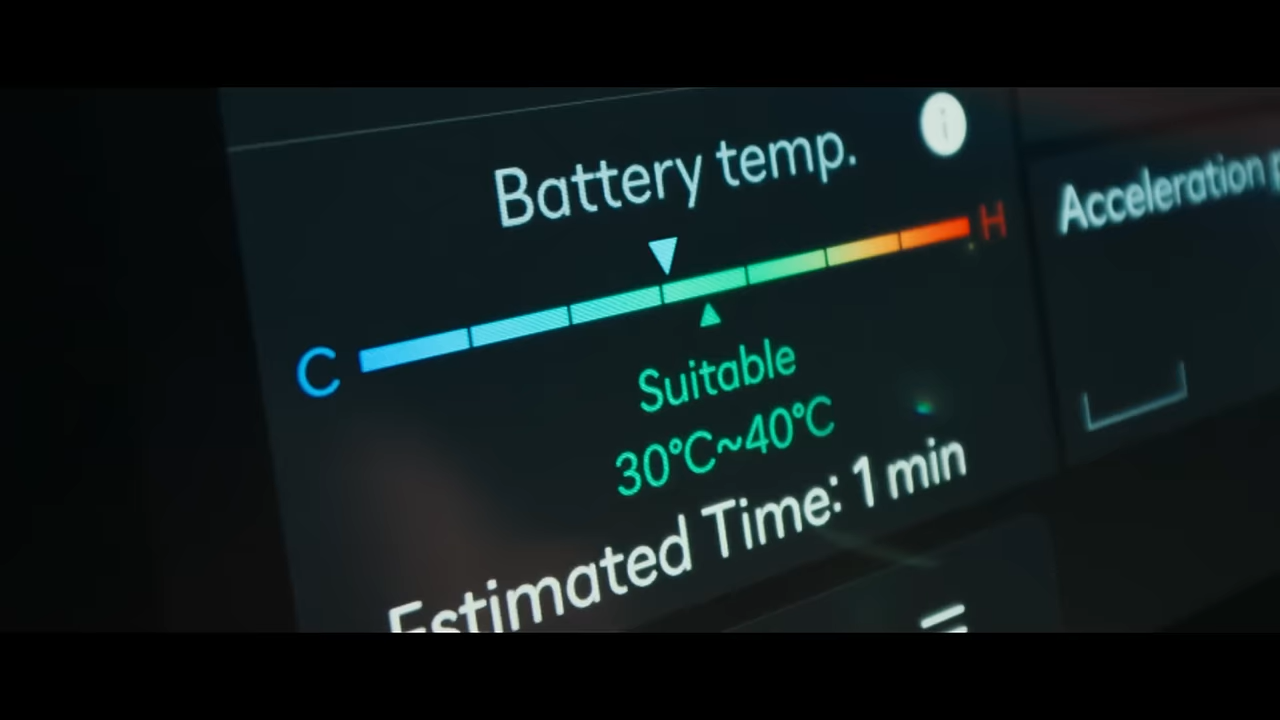 Battery temp.
i
C
H
Suitable
30°C~40°C
Estimated Time: 1 min
Acceleration